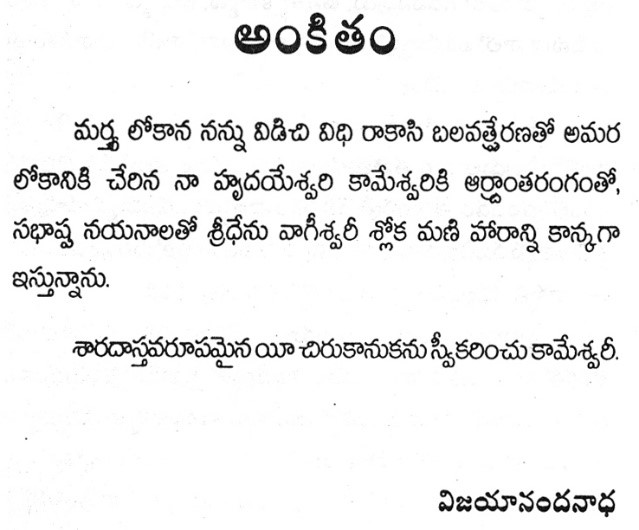 అంకితం
మర్త్య లోకాన నన్ను విడిచి విధి రాకాసి బలవత్ప్రేరణతో అమర
లోకానికి చేరిన నా హృదయేశ్వరి కామేశ్వరికి ఆర్ద్రాంతరంగంతో,
సభాష్ప నయనాలతో శ్రీధేను వాగీశ్వరీ శ్లోక మణి హారాన్ని కాన్కగా
ఇస్తున్నాను.
శారదాస్తవరూపమైన యీ చిరుకానుకను స్వీకరించు కామేశ్వరీ.
విజయానందనాధ